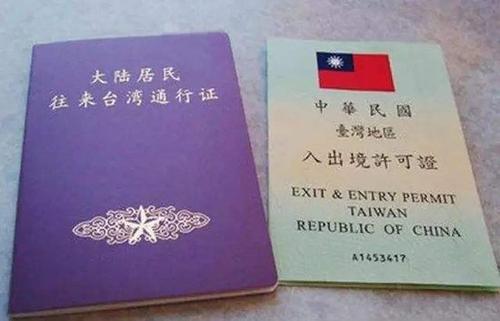 大陆居民
往来台湾通行证
中華民國
臺灣地區
入出境許可證
EXIT & ENTRY PERMIT
TAIWAN
REPUBLIC OF CHINA
A1453417